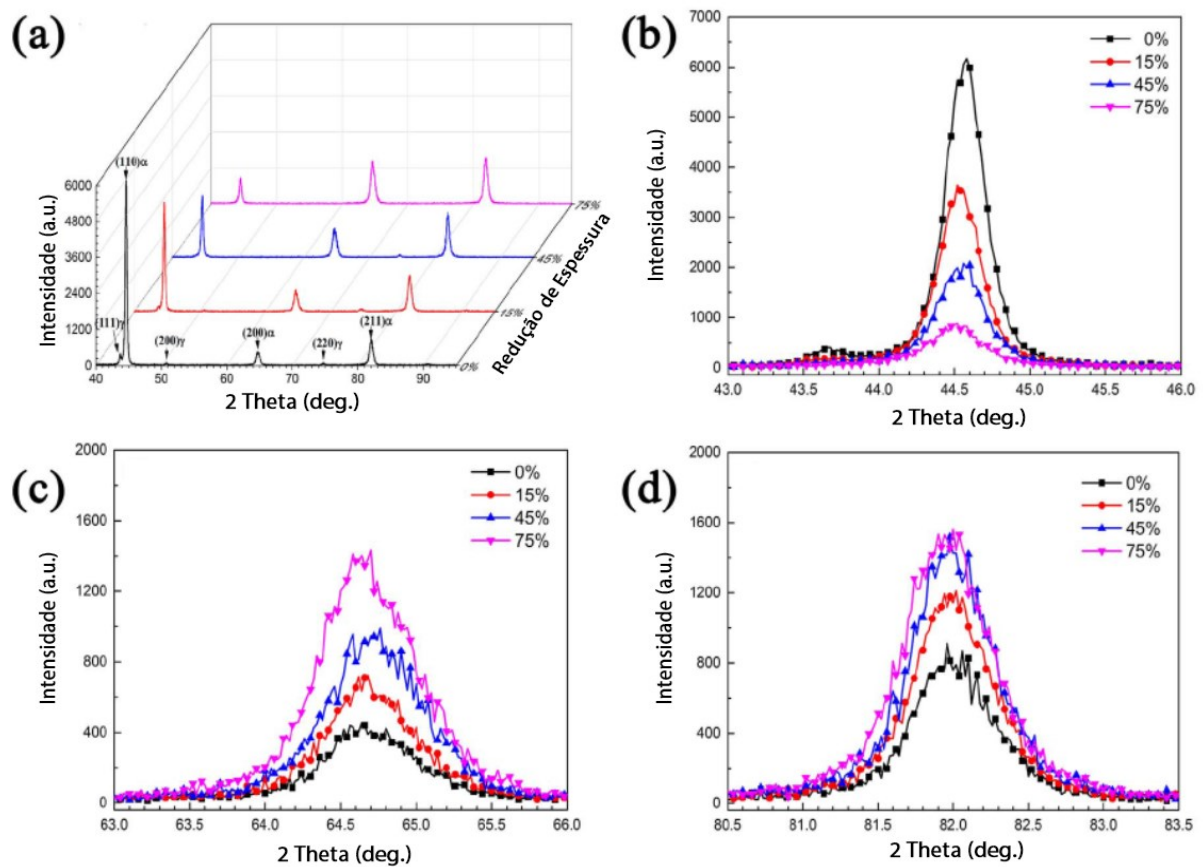 (a)
Intensidade (a.u.)
6000
4800
3600
2400
1200
0
(110)α
(111)γ
(200)γ
(200)α
(220)γ
(211)α
40
50
60
70
80
90
2 Theta (deg.)
0%
15%
45%
75%
Redução de Espessura
(b)
Intensidade (a.u.)
7000
6000
5000
4000
3000
2000
1000
0
0%
15%
45%
75%
43.0 43.5 44.0 44.5 45.0 45.5 46.0
2 Theta (deg.)
(c)
Intensidade (a.u.)
2000
1600
1200
800
400
0
0%
15%
45%
75%
63.0 63.5 64.0 64.5 65.0 65.5 66.0
2 Theta (deg.)
(d)
Intensidade (a.u.)
2000
1600
1200
800
400
0
0%
15%
45%
75%
80.5 81.0 81.5 82.0 82.5 83.0 83.5
2 Theta (deg.)